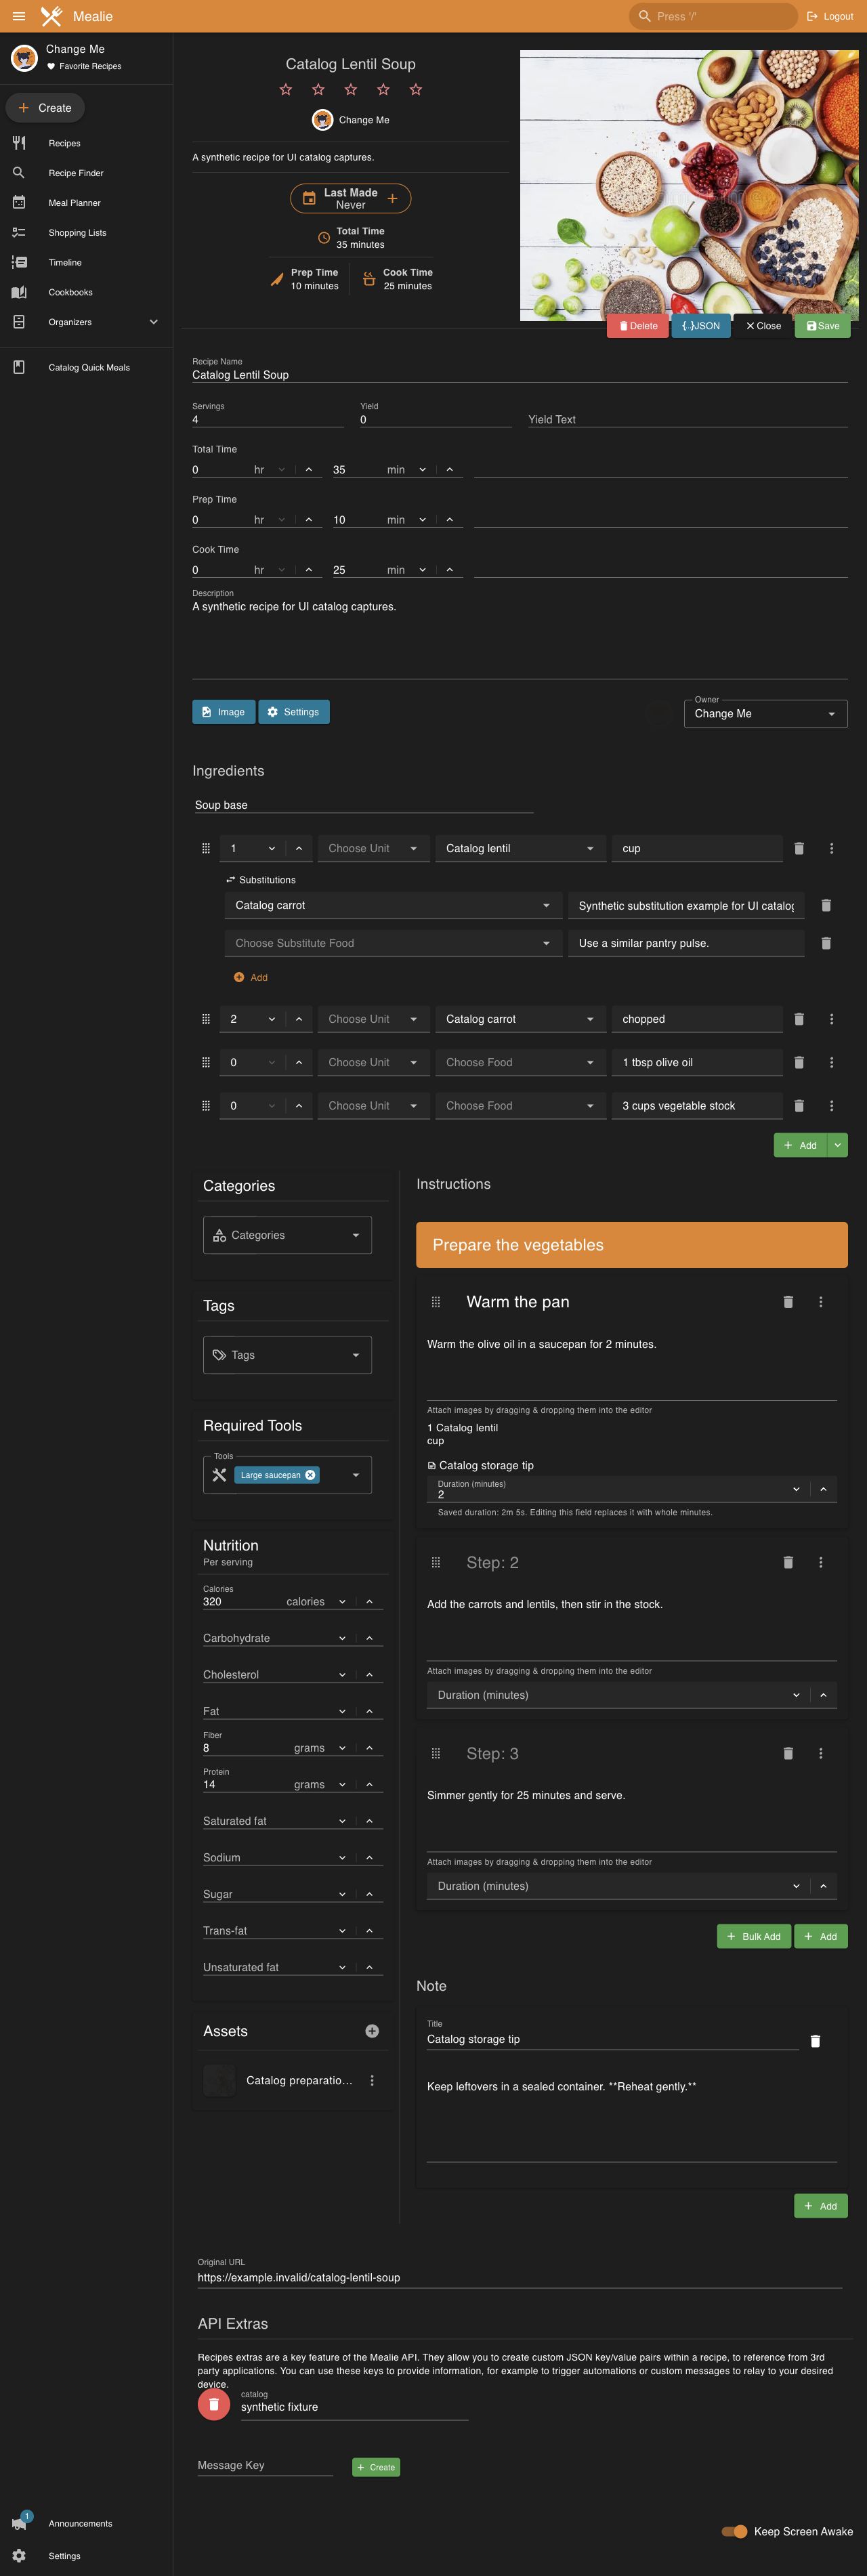 Mealie
Press '/'
Logout
Change Me
Favorite Recipes
Create
Recipes
Recipe Finder
Meal Planner
Shopping Lists
Timeline
Cookbooks
Organizers
Catalog Quick Meals
Catalog Lentil Soup
Change Me
A synthetic recipe for UI catalog captures.
Last Made
Never
Total Time
35 minutes
Prep Time
10 minutes
Cook Time
25 minutes
Delete
{..}JSON
Close
Save
Recipe Name
Catalog Lentil Soup
Servings
4
Yield
0
Yield Text
Total Time
0 hr 35 min
Prep Time
0 hr 10 min
Cook Time
0 hr 25 min
Description
A synthetic recipe for UI catalog captures.
Image
Settings
Owner
Change Me
Ingredients
Soup base
1 Choose Unit Catalog lentil cup
Substitutions
Catalog carrot Synthetic substitution example for UI catalog
Choose Substitute Food Use a similar pantry pulse.
Add
2 Choose Unit Catalog carrot chopped
0 Choose Unit Choose Food 1 tbsp olive oil
0 Choose Unit Choose Food 3 cups vegetable stock
Add
Categories
Categories
Tags
Tags
Required Tools
Tools
Large saucepan
Nutrition
Per serving
Calories
320 calories
Carbohydrate
Cholesterol
Fat
Fiber
8 grams
Protein
14 grams
Saturated fat
Sodium
Sugar
Trans-fat
Unsaturated fat
Assets
Catalog preparatio...
Instructions
Prepare the vegetables
Warm the pan
Warm the olive oil in a saucepan for 2 minutes.
Attach images by dragging & dropping them into the editor
1 Catalog lentil
cup
Catalog storage tip
Duration (minutes)
2
Saved duration: 2m 5s. Editing this field replaces it with whole minutes.
Step: 2
Add the carrots and lentils, then stir in the stock.
Attach images by dragging & dropping them into the editor
Duration (minutes)
Step: 3
Simmer gently for 25 minutes and serve.
Attach images by dragging & dropping them into the editor
Duration (minutes)
Bulk Add
Add
Note
Title
Catalog storage tip
Keep leftovers in a sealed container. **Reheat gently.**
Add
Original URL
https://example.invalid/catalog-lentil-soup
API Extras
Recipes extras are a key feature of the Mealie API. They allow you to create custom JSON key/value pairs within a recipe, to reference from 3rd
party applications. You can use these keys to provide information, for example to trigger automations or custom messages to relay to your desired
device.
catalog
synthetic fixture
Message Key
Create
1
Announcements
Settings
Keep Screen Awake